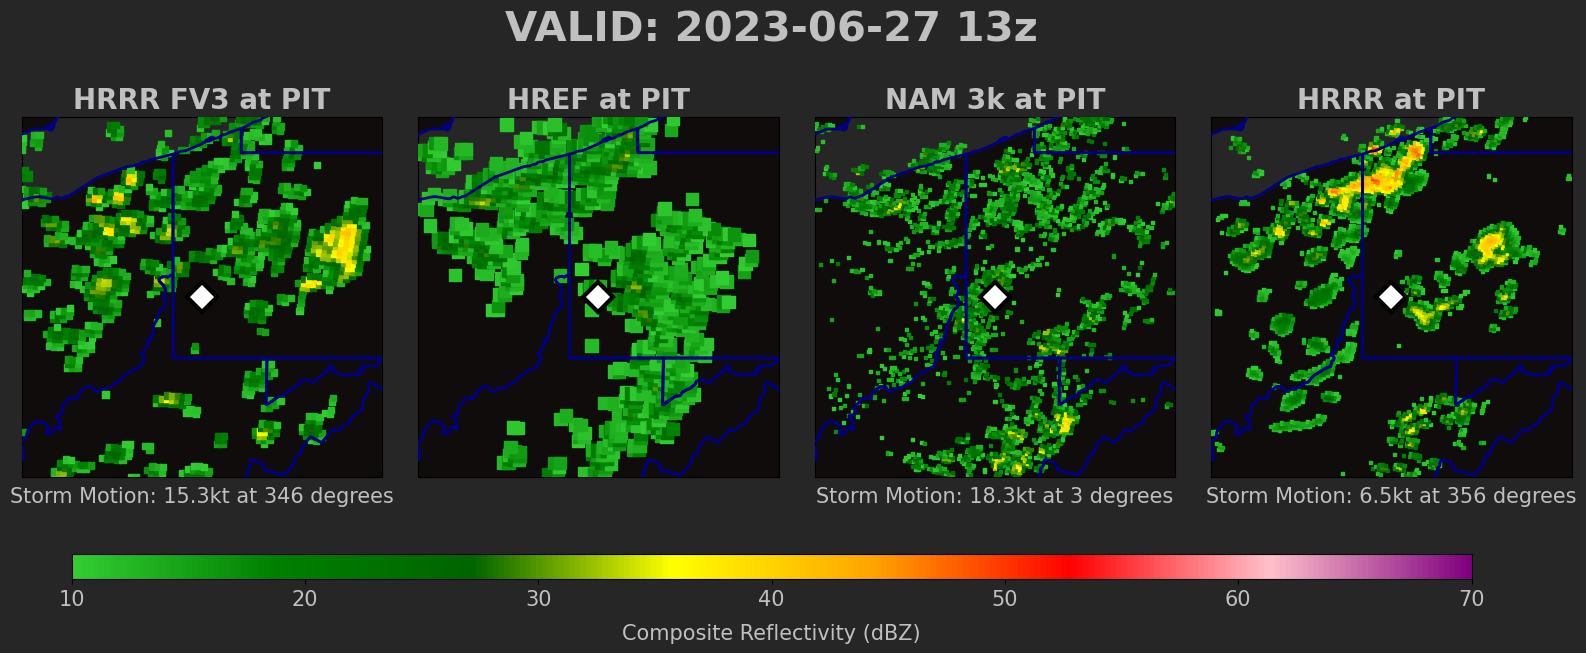 VALID: 2023-06-27 13z
HRRR FV3 at PIT
HREF at PIT
NAM 3k at PIT
HRRR at PIT
Storm Motion: 15.3kt at 346 degrees
Storm Motion: 18.3kt at 3 degrees
Storm Motion: 6.5kt at 356 degrees
10 20 30 40 50 60 70
Composite Reflectivity (dBZ)